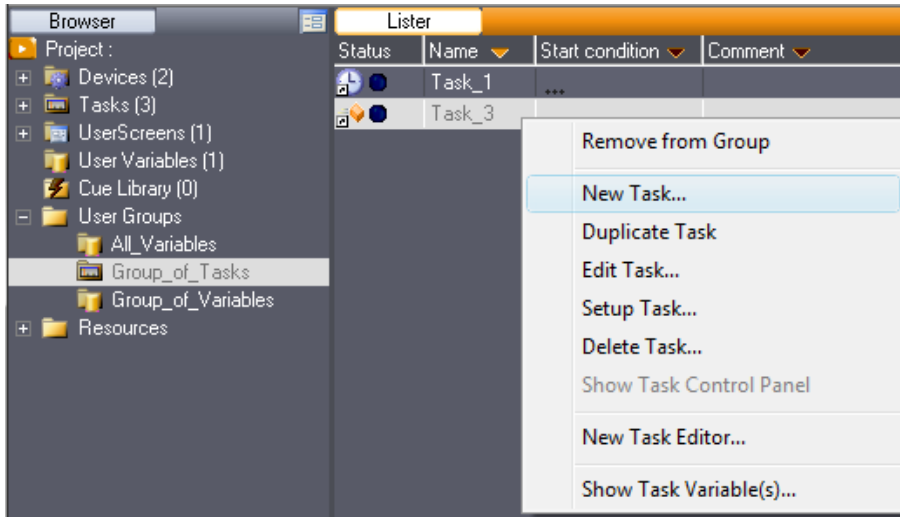 Browser
Project :
Devices (2)
Tasks (3)
UserScreens (1)
User Variables (1)
Cue Library (0)
User Groups
All_Variables
Group_of_Tasks
Group_of_Variables
Resources
Lister
Status Name Start condition Comment
Task_1 ...
Task_3
Remove from Group
New Task...
Duplicate Task
Edit Task...
Setup Task...
Delete Task...
Show Task Control Panel
New Task Editor...
Show Task Variable(s)...